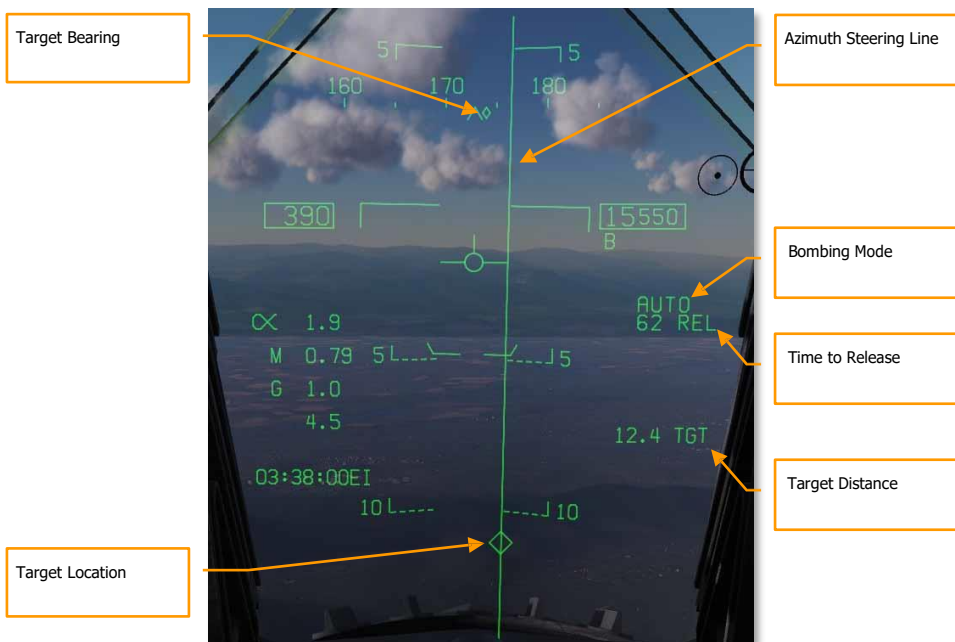 Target Bearing
Azimuth Steering Line
5 5
160 170 180
390 15550
B
Bombing Mode
AUTO
62 REL
α 1.9
M 0.79 5 5
G 1.0
4.5
Time to Release
12.4 TGT
03:38:00EI
Target Distance
10 10
Target Location